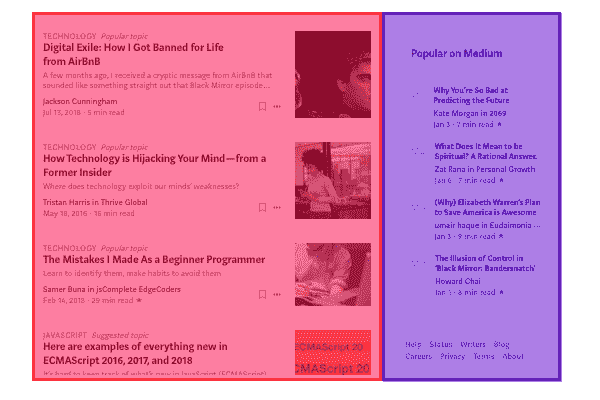 TECHNOLOGY Popular topic
Digital Exile: How I Got Banned for Life
from AirBnB
A few months ago, I received a cryptic message from AirBnB that
sounded like something straight out that Black Mirror episode...
Jackson Cunningham
Jul 13, 2018 · 5 min read
TECHNOLOGY Popular topic
How Technology is Hijacking Your Mind — from a
Former Insider
Where does technology exploit our minds' weaknesses?
Tristan Harris in Thrive Global
May 18, 2016 · 16 min read
TECHNOLOGY Popular topic
The Mistakes I Made As a Beginner Programmer
Learn to identify them, make habits to avoid them
Samer Buna in jsComplete EdgeCoders
Feb 14, 2018 · 29 min read ★
JAVASCRIPT Suggested topic
Here are examples of everything new in
ECMAScript 2016, 2017, and 2018
It's hard to keep track of what's new in JavaScript (ECMAScript)
ECMAScript 20
ECMAScript 20
Popular on Medium
Why You're So Bad at
Predicting the Future
Kate Morgan in 2069
Jan 3 · 7 min read ★
What Does It Mean to be
Spiritual? A Rational Answer.
Zat Rana in Personal Growth
Jan 6 · 7 min read ★
(Why) Elizabeth Warren's Plan
to Save America is Awesome
umair haque in Eudaimonia ...
Jan 3 · 9 min read ★
The Illusion of Control in
'Black Mirror: Bandersnatch'
Howard Chai
Jan 1 · 8 min read ★
Help Status Writers Blog
Careers Privacy Terms About